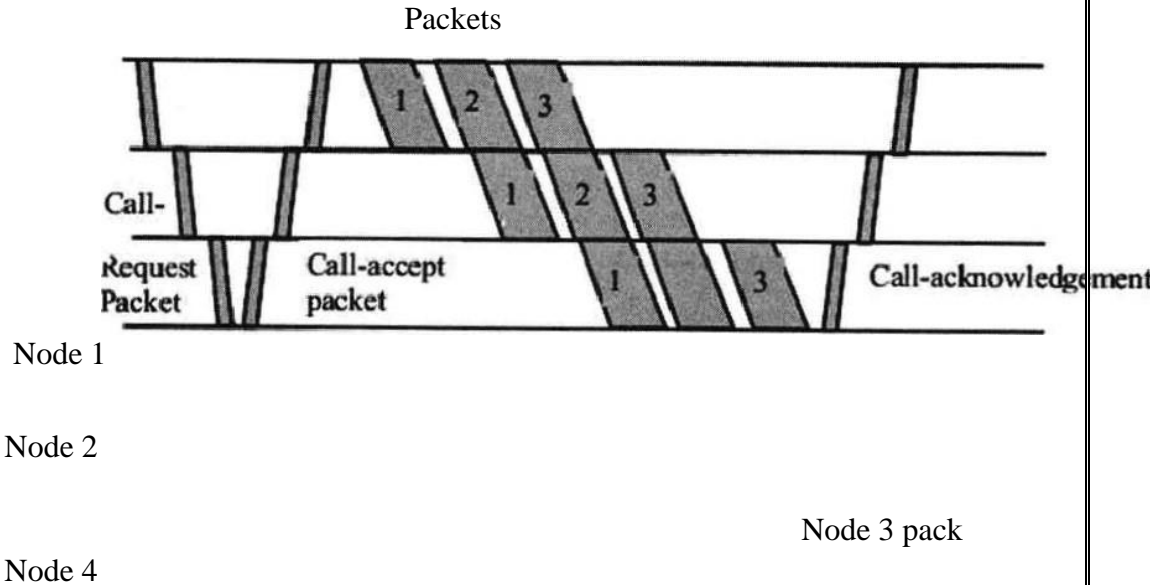 Packets
1 2 3
1 2 3
Call-
Request
Packet
Call-accept
packet
1 3
Call-acknowledgement
Node 1
Node 2
Node 3 pack
Node 4